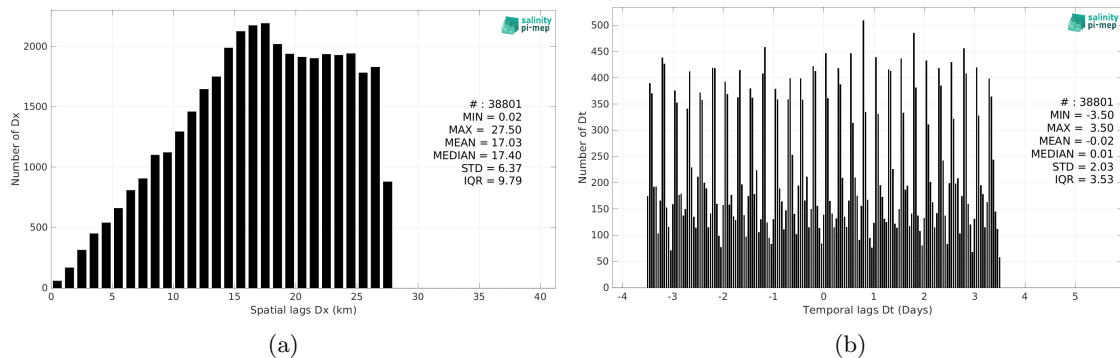 salinity
pi-mep
2000
1500
1000
500
0
Number of Dx
# : 38801
MIN = 0.02
MAX = 27.50
MEAN = 17.03
MEDIAN = 17.40
STD = 6.37
IQR = 9.79
0 5 10 15 20 25 30 35 40
Spatial lags Dx (km)
(a)
salinity
pi-mep
500
450
400
350
300
250
200
150
100
50
0
Number of Dt
# : 38801
MIN = -3.50
MAX = 3.50
MEAN = -0.02
MEDIAN = 0.01
STD = 2.03
IQR = 3.53
-4 -3 -2 -1 0 1 2 3 4 5
Temporal lags Dt (Days)
(b)